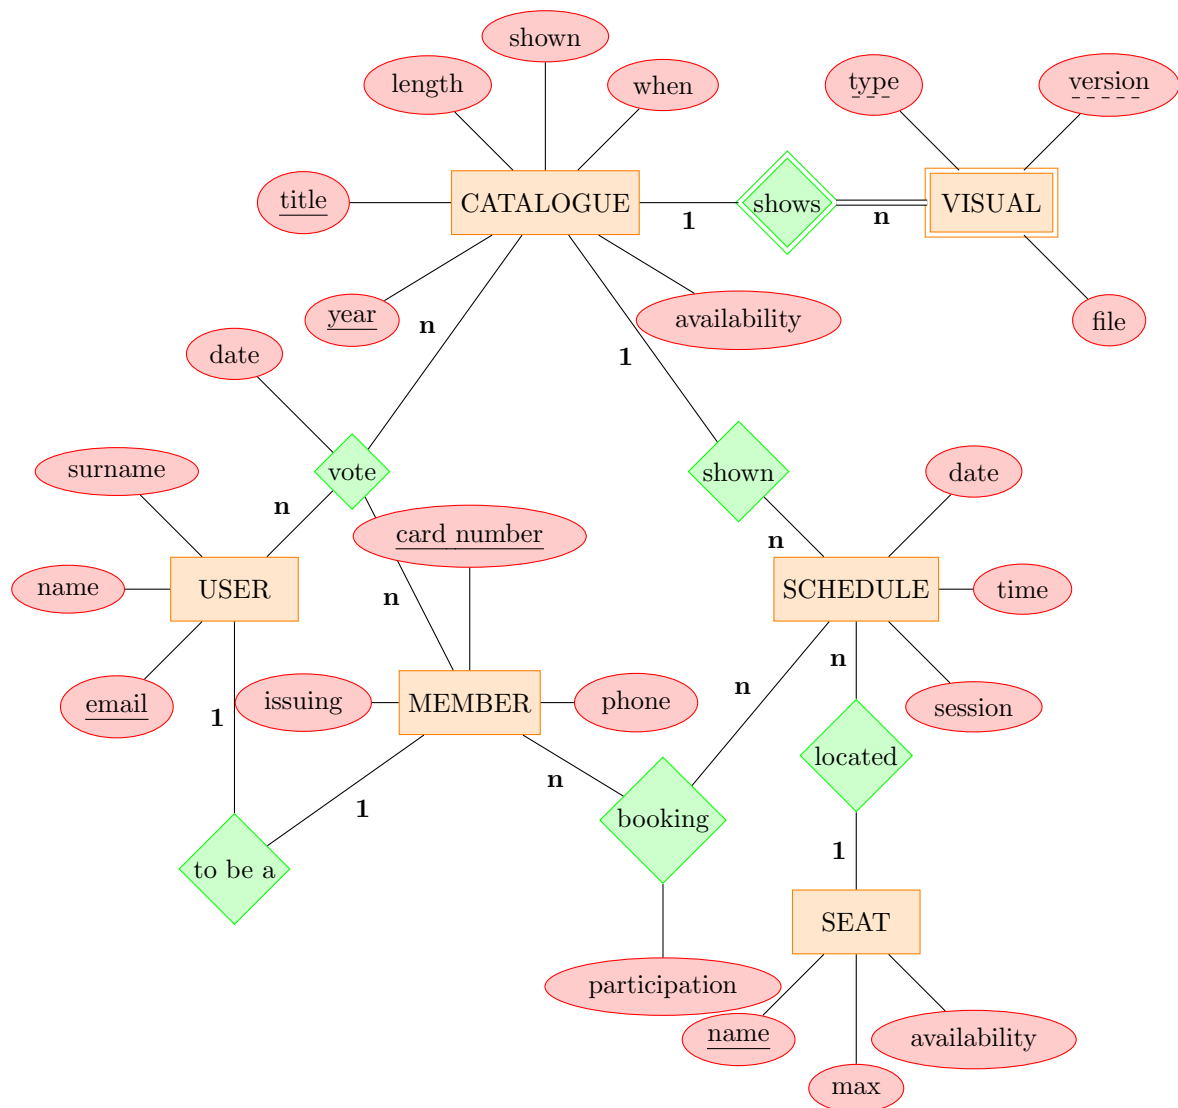 shown
length
when
type
version
title
CATALOGUE
shows
VISUAL
1
n
year
availability
file
n
date
1
surname
vote
shown
date
n
card number
n
name
USER
SCHEDULE
time
n
n
issuing
MEMBER
phone
n
email
1
session
located
n
1
booking
1
to be a
SEAT
participation
name
availability
max